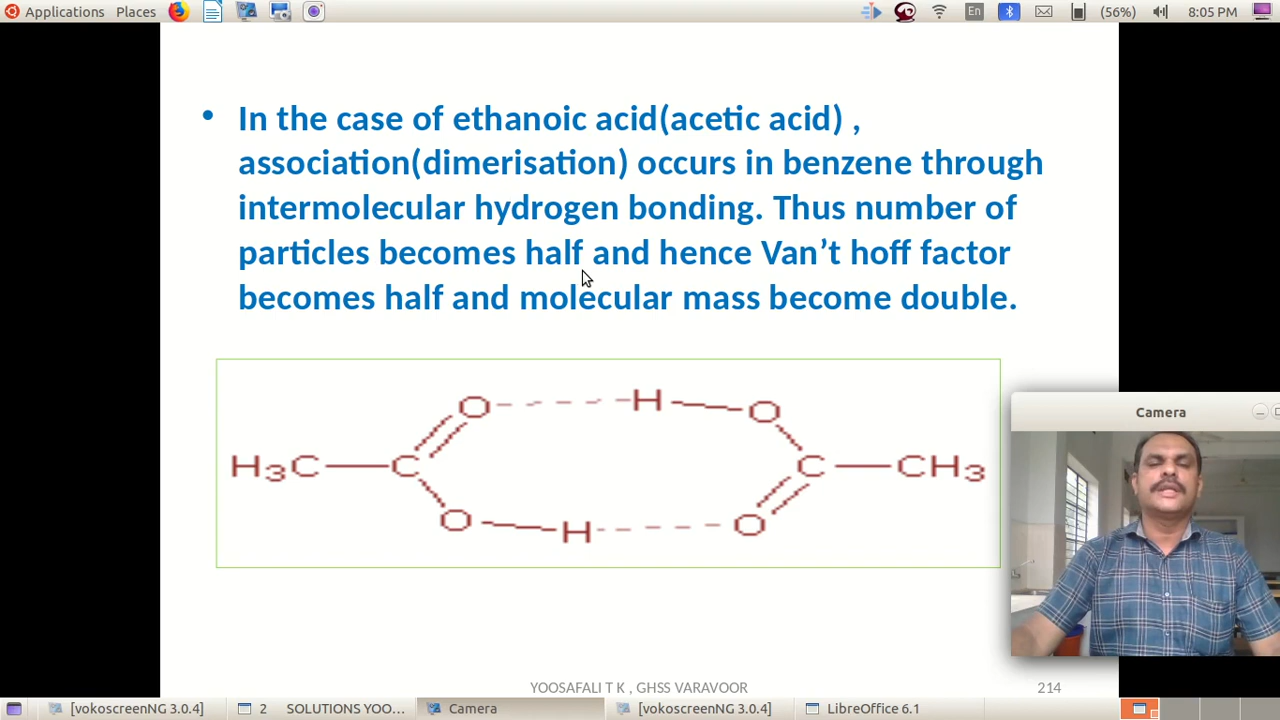 Applications Places En (56%) 8:05 PM
• In the case of ethanoic acid(acetic acid) ,
association(dimerisation) occurs in benzene through
intermolecular hydrogen bonding. Thus number of
particles becomes half and hence Van’t hoff factor
becomes half and molecular mass become double.
O H O
H3C C C CH3
O H O
Camera
YOOSAFALI T K , GHSS VARAVOOR 214
[vokoscreenNG 3.0.4] 2 SOLUTIONS YOO... Camera [vokoscreenNG 3.0.4] LibreOffice 6.1